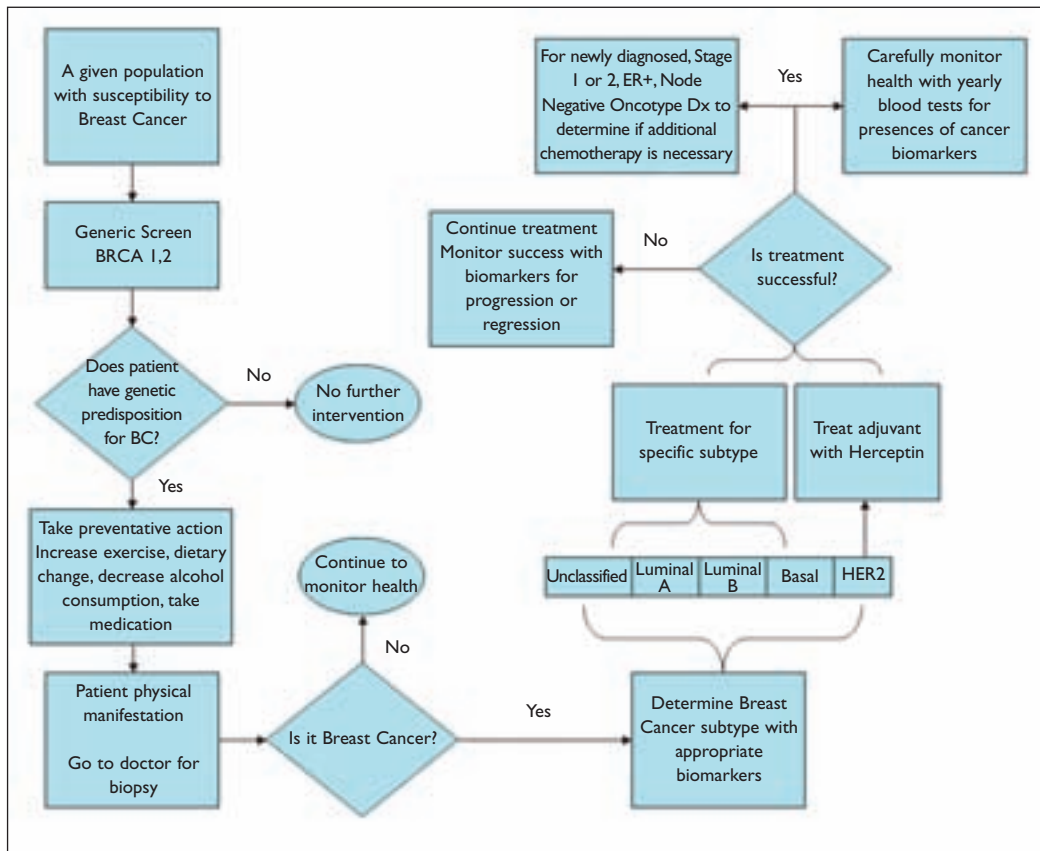 A given population
with susceptibility to
Breast Cancer
Generic Screen
BRCA 1,2
Does patient
have genetic
predisposition
for BC?
No
No further
intervention
Yes
Take preventative action
Increase exercise, dietary
change, decrease alcohol
consumption, take
medication
Patient physical
manifestation
Go to doctor for
biopsy
Is it Breast Cancer?
No
Continue to
monitor health
Yes
Determine Breast
Cancer subtype with
appropriate
biomarkers
Unclassified
Luminal
A
Luminal
B
Basal
HER2
Treatment for
specific subtype
Treat adjuvant
with Herceptin
Is treatment
successful?
No
Continue treatment
Monitor success with
biomarkers for
progression or
regression
Yes
For newly diagnosed, Stage
1 or 2, ER+, Node
Negative Oncotype Dx to
determine if additional
chemotherapy is necessary
Carefully monitor
health with yearly
blood tests for
presences of cancer
biomarkers